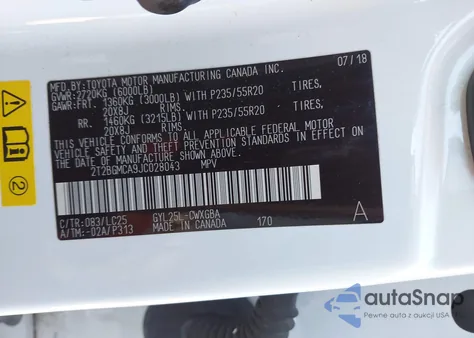 MFD.BY:TOYOTA MOTOR MANUFACTURING CANADA INC. 07/18
GVWR:2720KG (6000LB)
GAWR:FRT. 1360KG (3000LB) WITH P235/55R20 TIRES,
20X8J RIMS.
RR. 1460KG (3215LB) WITH P235/55R20 TIRES,
20X8J RIMS.
THIS VEHICLE CONFORMS TO ALL APPLICABLE FEDERAL MOTOR
VEHICLE SAFETY AND THEFT PREVENTION STANDARDS IN EFFECT
ON THE DATE OF MANUFACTURE SHOWN ABOVE.
2T2BGMCA9JC028043 MPV
C/TR:083/LC25 GYL25L-CWXGBA
A/TM:-02A/P313 MADE IN CANADA 170 A
autaSnap
Pewne auta z aukcji USA